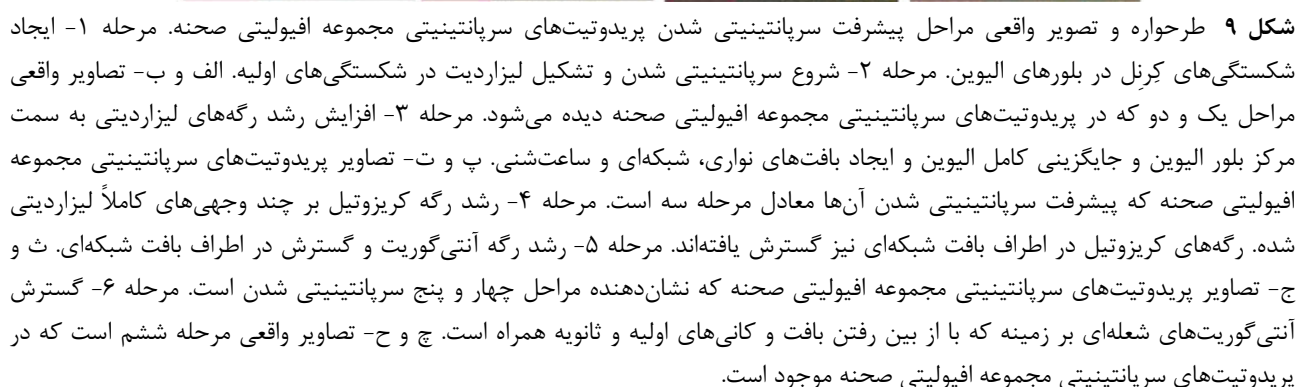 شکل ۹ طرحواره و تصویر واقعی مراحل پیشرفت سرپانتینیتی شدن پریدوتیت‌های سرپانتینیتی مجموعه افیولیتی صحنه. مرحله ۱- ایجاد
شکستگی‌های کِرنِل در بلورهای الیوین. مرحله ۲- شروع سرپانتینیتی شدن و تشکیل لیزاردیت در شکستگی‌های اولیه. الف و ب- تصاویر واقعی
مراحل یک و دو که در پریدوتیت‌های سرپانتینیتی مجموعه افیولیتی صحنه دیده می‌شود. مرحله ۳- افزایش رشد رگه‌های لیزاردیتی به سمت
مرکز بلور الیوین و جایگزینی کامل الیوین و ایجاد بافت‌های نواری، شبکه‌ای و ساعت‌شنی. پ و ت- تصاویر پریدوتیت‌های سرپانتینیتی مجموعه
افیولیتی صحنه که پیشرفت سرپانتینیتی شدن آن‌ها معادل مرحله سه است. مرحله ۴- رشد رگه کریزوتیل بر چند وجهی‌های کاملاً لیزاردیتی
شده. رگه‌های کریزوتیل در اطراف بافت شبکه‌ای نیز گسترش یافته‌اند. مرحله ۵- رشد رگه آنتی‌گوریت و گسترش در اطراف بافت شبکه‌ای. ث و
ج- تصاویر پریدوتیت‌های سرپانتینیتی مجموعه افیولیتی صحنه که نشان‌دهنده مراحل چهار و پنج سرپانتینیتی شدن است. مرحله ۶- گسترش
آنتی‌گوریت‌های شعله‌ای بر زمینه که با از بین رفتن بافت و کانی‌های اولیه و ثانویه همراه است. چ و ح- تصاویر واقعی مرحله ششم است که در
پریدوتیت‌های سرپانتینیتی مجموعه افیولیتی صحنه موجود است.